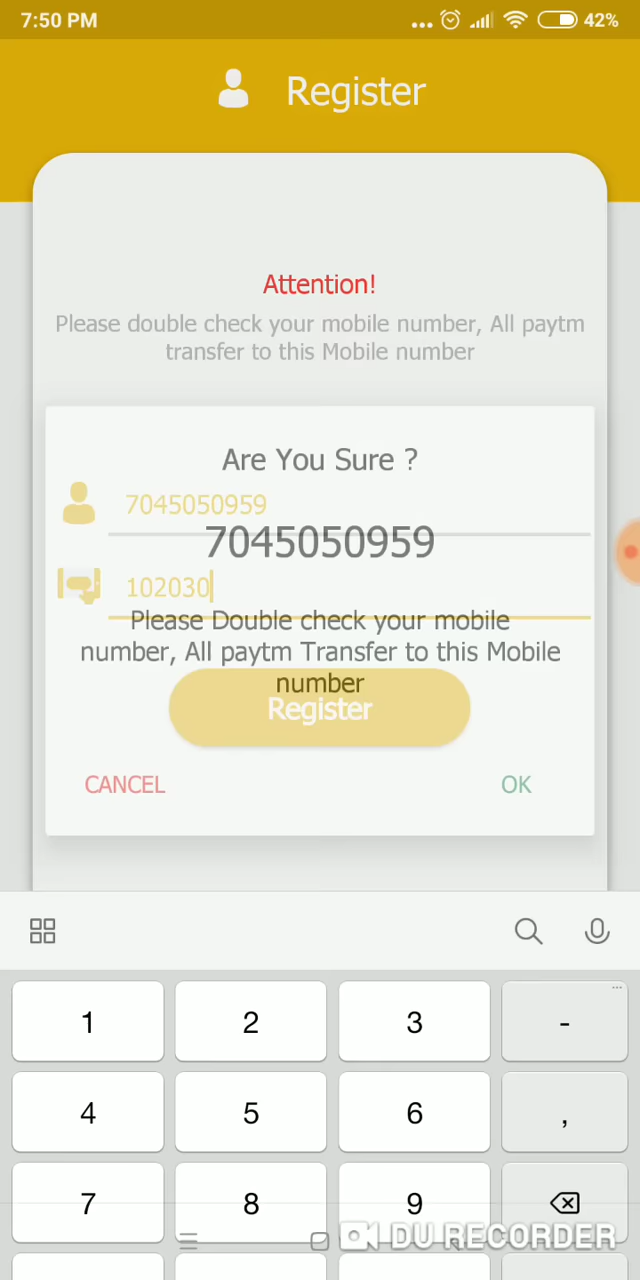 7:50 PM
42%
Register
Attention!
Please double check your mobile number, All paytm
transfer to this Mobile number
Are You Sure ?
7045050959
7045050959
102030
Please Double check your mobile
number, All paytm Transfer to this Mobile
number
Register
CANCEL
OK
1 2 3 -
4 5 6 ,
7 8 9
DU RECORDER